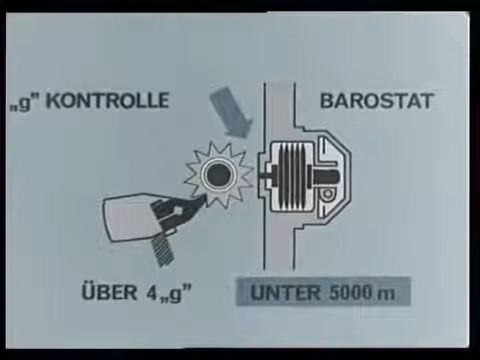 „g” KONTROLLE
BAROSTAT
ÜBER 4 „g”
UNTER 5000 m